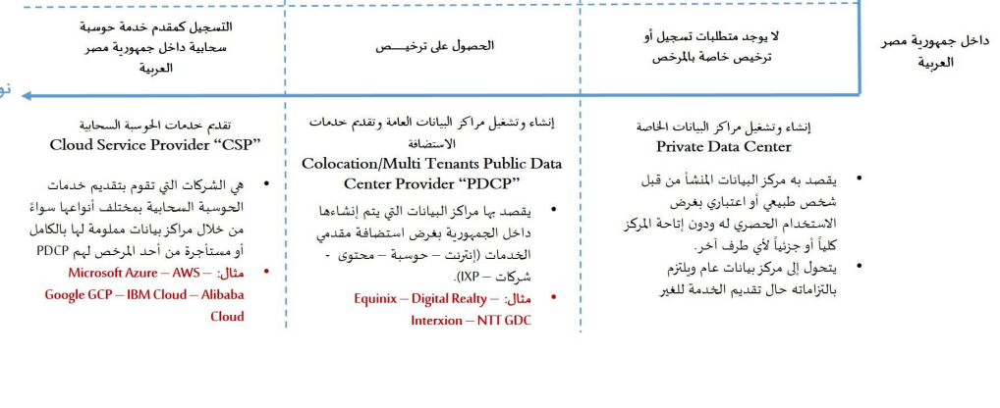 داخل جمهورية مصر
العربية
لا يوجد متطلبات تسجيل أو
ترخيص خاصة بالمرخص
الحصول على ترخيـــص
التسجيل كمقدم خدمة حوسبة
سحابية داخل جمهورية مصر
العربية
نو
إنشاء وتشغيل مراكز البيانات الخاصة
Private Data Center
• يقصد به مركز البيانات المنشأ من قبل
شخص طبيعي أو اعتباري بغرض
الاستخدام الحصري له ودون إتاحة المركز
كلياً أو جزئياً لأي طرف آخر.
• يتحول إلى مركز بيانات عام ويلتزم
بالتزاماته حال تقديم الخدمة للغير
إنشاء وتشغيل مراكز البيانات العامة وتقديم خدمات
الاستضافة
Colocation/Multi Tenants Public Data
Center Provider “PDCP”
• يقصد بها مراكز البيانات التي يتم إنشاءها
داخل الجمهورية بغرض استضافة مقدمي
الخدمات (إنترنت – حوسبة – محتوى -
شركات – IXP).
• مثال: – Equinix – Digital Realty
Interxion – NTT GDC
تقديم خدمات الحوسبة السحابية
Cloud Service Provider “CSP”
• هي الشركات التي تقوم بتقديم خدمات
الحوسبة السحابية بمختلف أنواعها سواءً
من خلال مراكز بيانات مملومة لها بالكامل
أو مستأجرة من أحد المرخص لهم PDCP
• مثال: – Microsoft Azure – AWS
Google GCP – IBM Cloud – Alibaba
Cloud